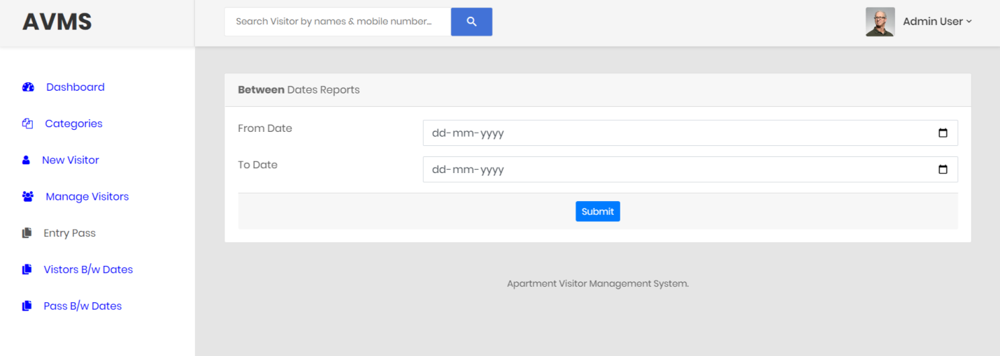 AVMS
Search Visitor by names & mobile number...
Admin User
Dashboard
Categories
New Visitor
Manage Visitors
Entry Pass
Vistors B/w Dates
Pass B/w Dates
Between Dates Reports
From Date
dd-mm-yyyy
To Date
dd-mm-yyyy
Submit
Apartment Visitor Management System.